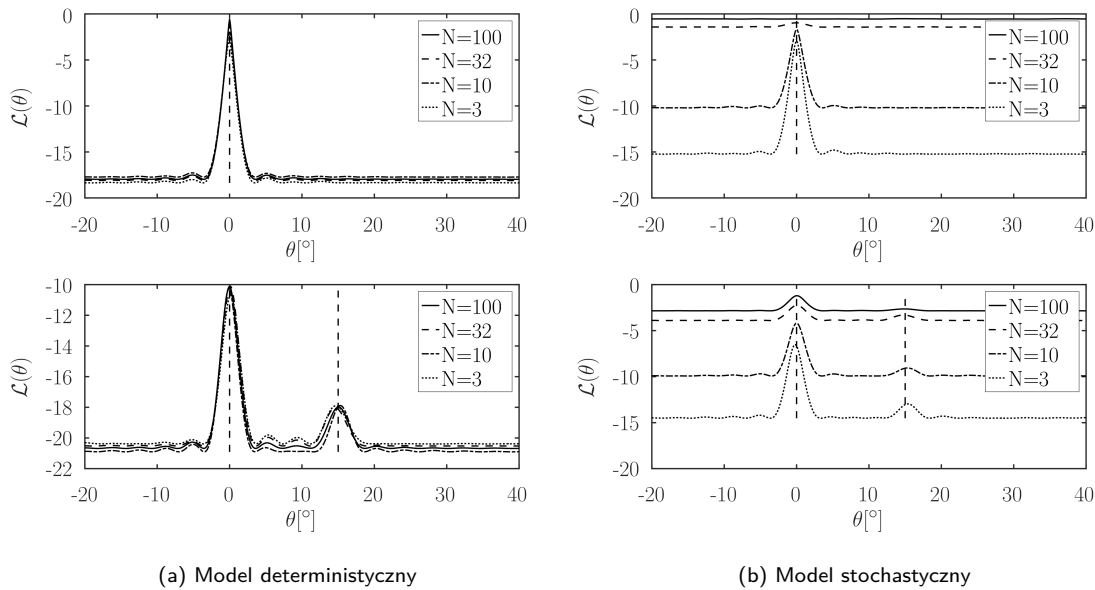 0
-5
-10
-15
-20
-20 -10 0 10 20 30 40
θ[°]
ℒ(θ)
N=100
N=32
N=10
N=3
0
-5
-10
-15
-20
-20 -10 0 10 20 30 40
θ[°]
ℒ(θ)
N=100
N=32
N=10
N=3
-10
-12
-14
-16
-18
-20
-22
-20 -10 0 10 20 30 40
θ[°]
ℒ(θ)
N=100
N=32
N=10
N=3
0
-5
-10
-15
-20
-20 -10 0 10 20 30 40
θ[°]
ℒ(θ)
N=100
N=32
N=10
N=3
(a) Model deterministyczny
(b) Model stochastyczny